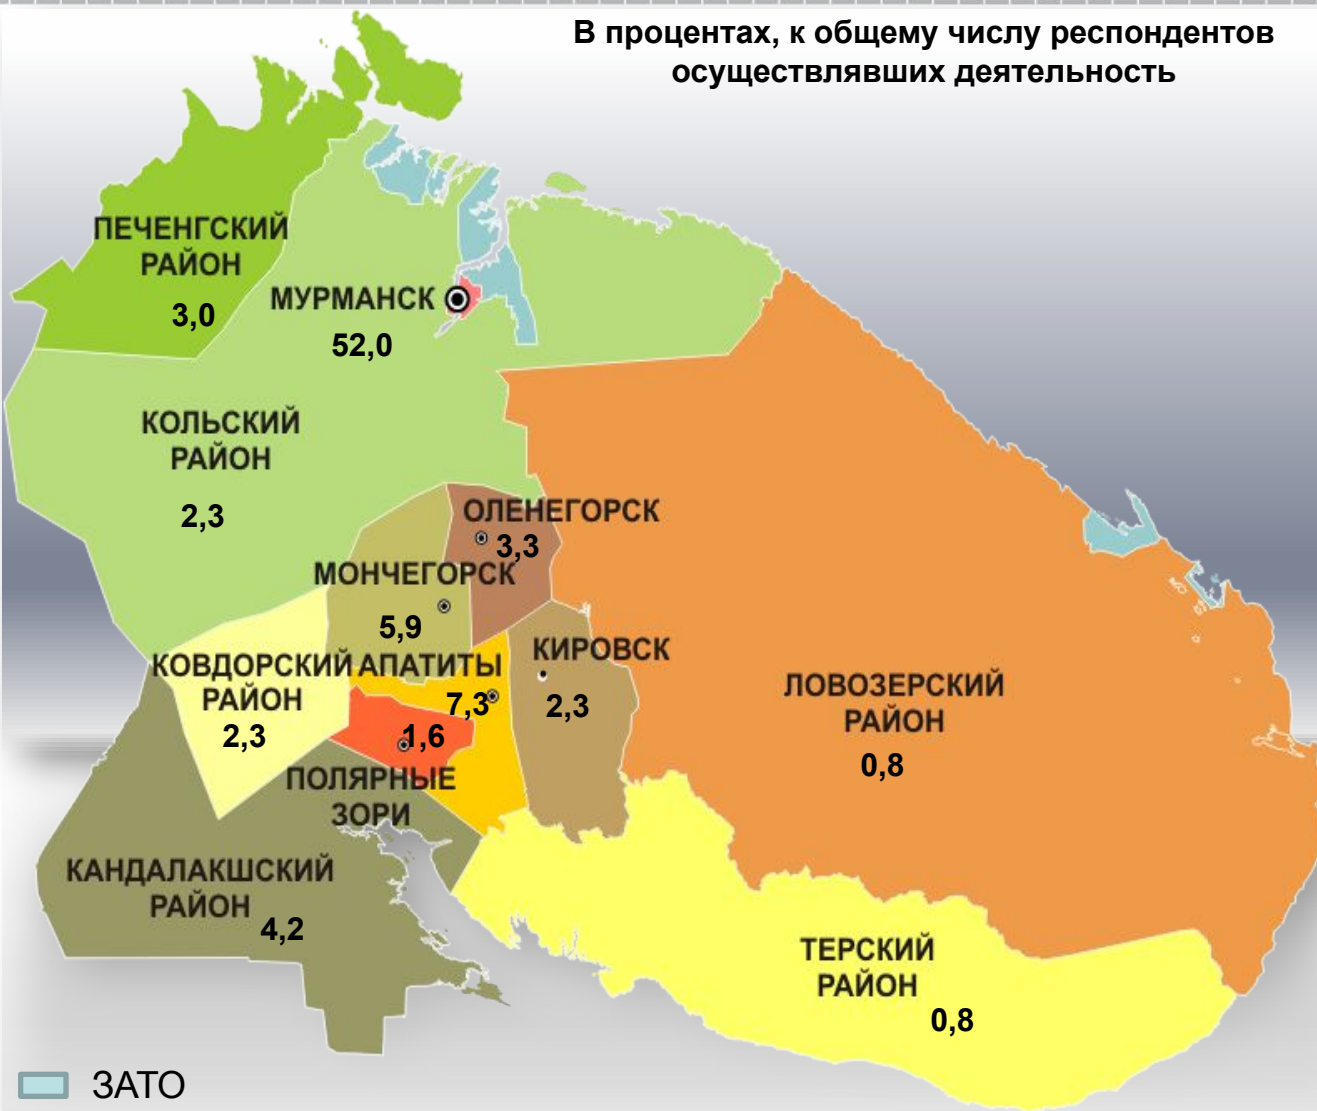 В процентах, к общему числу респондентов
осуществлявших деятельность
ПЕЧЕНГСКИЙ
РАЙОН
3,0
МУРМАНСК
52,0
КОЛЬСКИЙ
РАЙОН
2,3
ОЛЕНЕГОРСК
3,3
МОНЧЕГОРСК
5,9
КОВДОРСКИЙ
РАЙОН
2,3
АПАТИТЫ
7,3
КИРОВСК
2,3
1,6
ПОЛЯРНЫЕ
ЗОРИ
ЛОВОЗЕРСКИЙ
РАЙОН
0,8
КАНДАЛАКШСКИЙ
РАЙОН
4,2
ТЕРСКИЙ
РАЙОН
0,8
ЗАТО